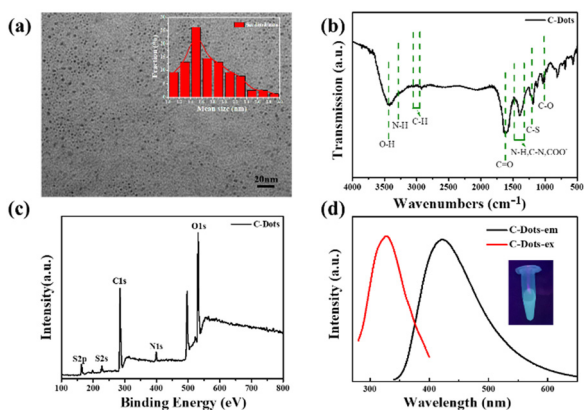 (a)
Mean size (nm)
20nm
(b)
C-Dots
O-H
N-H
C-H
C=O
N-H,C-N,COO-
C-S
C-O
Transmission (a.u.)
4000 3500 3000 2500 2000 1500 1000 500
Wavenumbers (cm⁻¹)
(c)
C-Dots
S2p
S2s
C1s
N1s
O1s
Intensity(a.u.)
100 200 300 400 500 600 700 800
Binding Energy (eV)
(d)
C-Dots-em
C-Dots-ex
Intensity(a.u.)
300 400 500 600
Wavelength (nm)